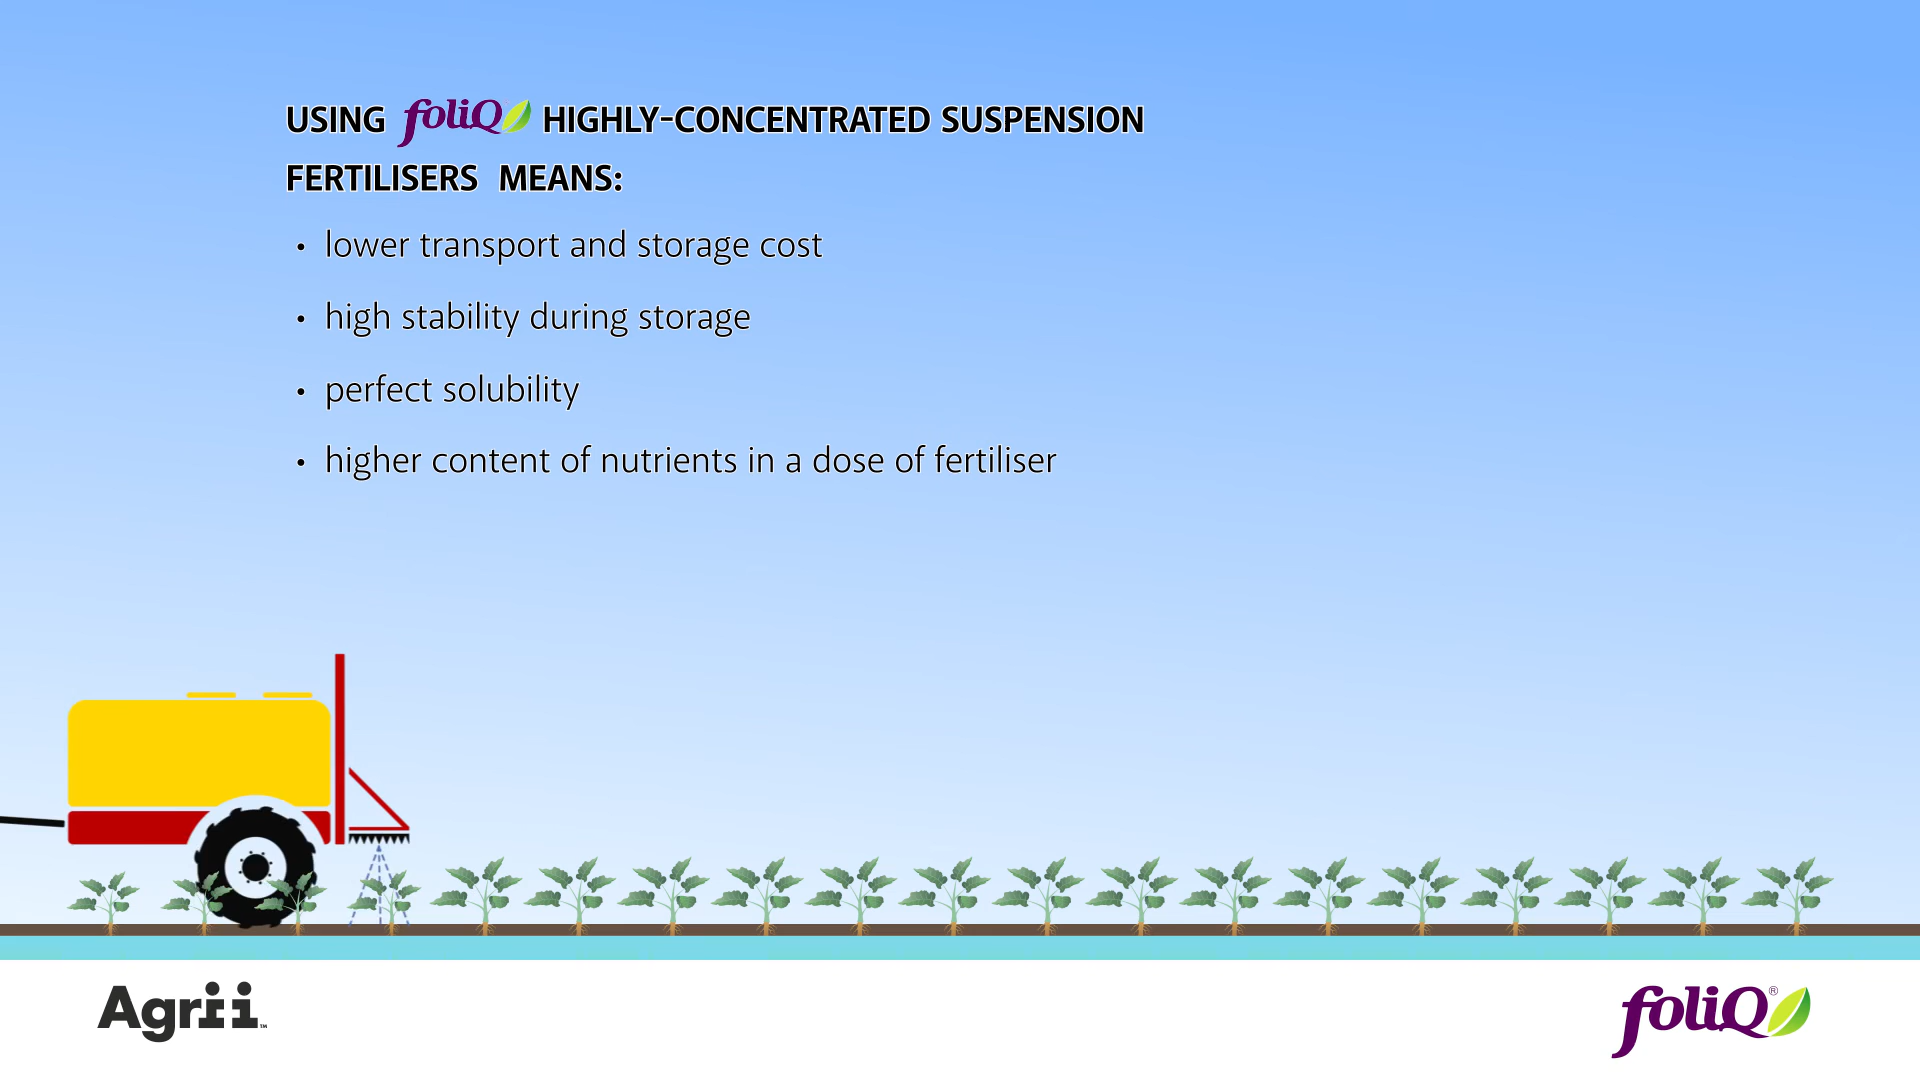 USING foliQ HIGHLY-CONCENTRATED SUSPENSION
FERTILISERS MEANS:
• lower transport and storage cost
• high stability during storage
• perfect solubility
• higher content of nutrients in a dose of fertiliser
Agrii™
foliQ®